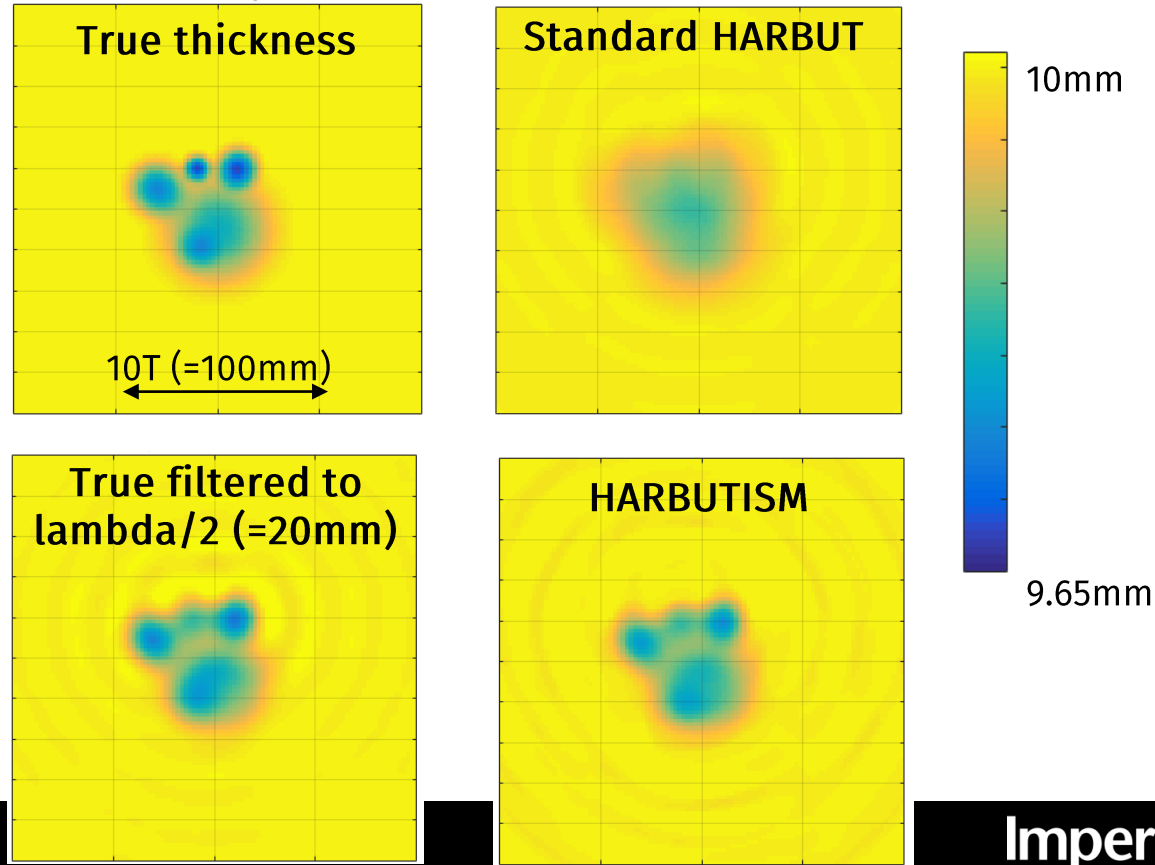 True thickness
10T (=100mm)
Standard HARBUT
10mm
9.65mm
True filtered to
lambda/2 (=20mm)
HARBUTISM
Imper